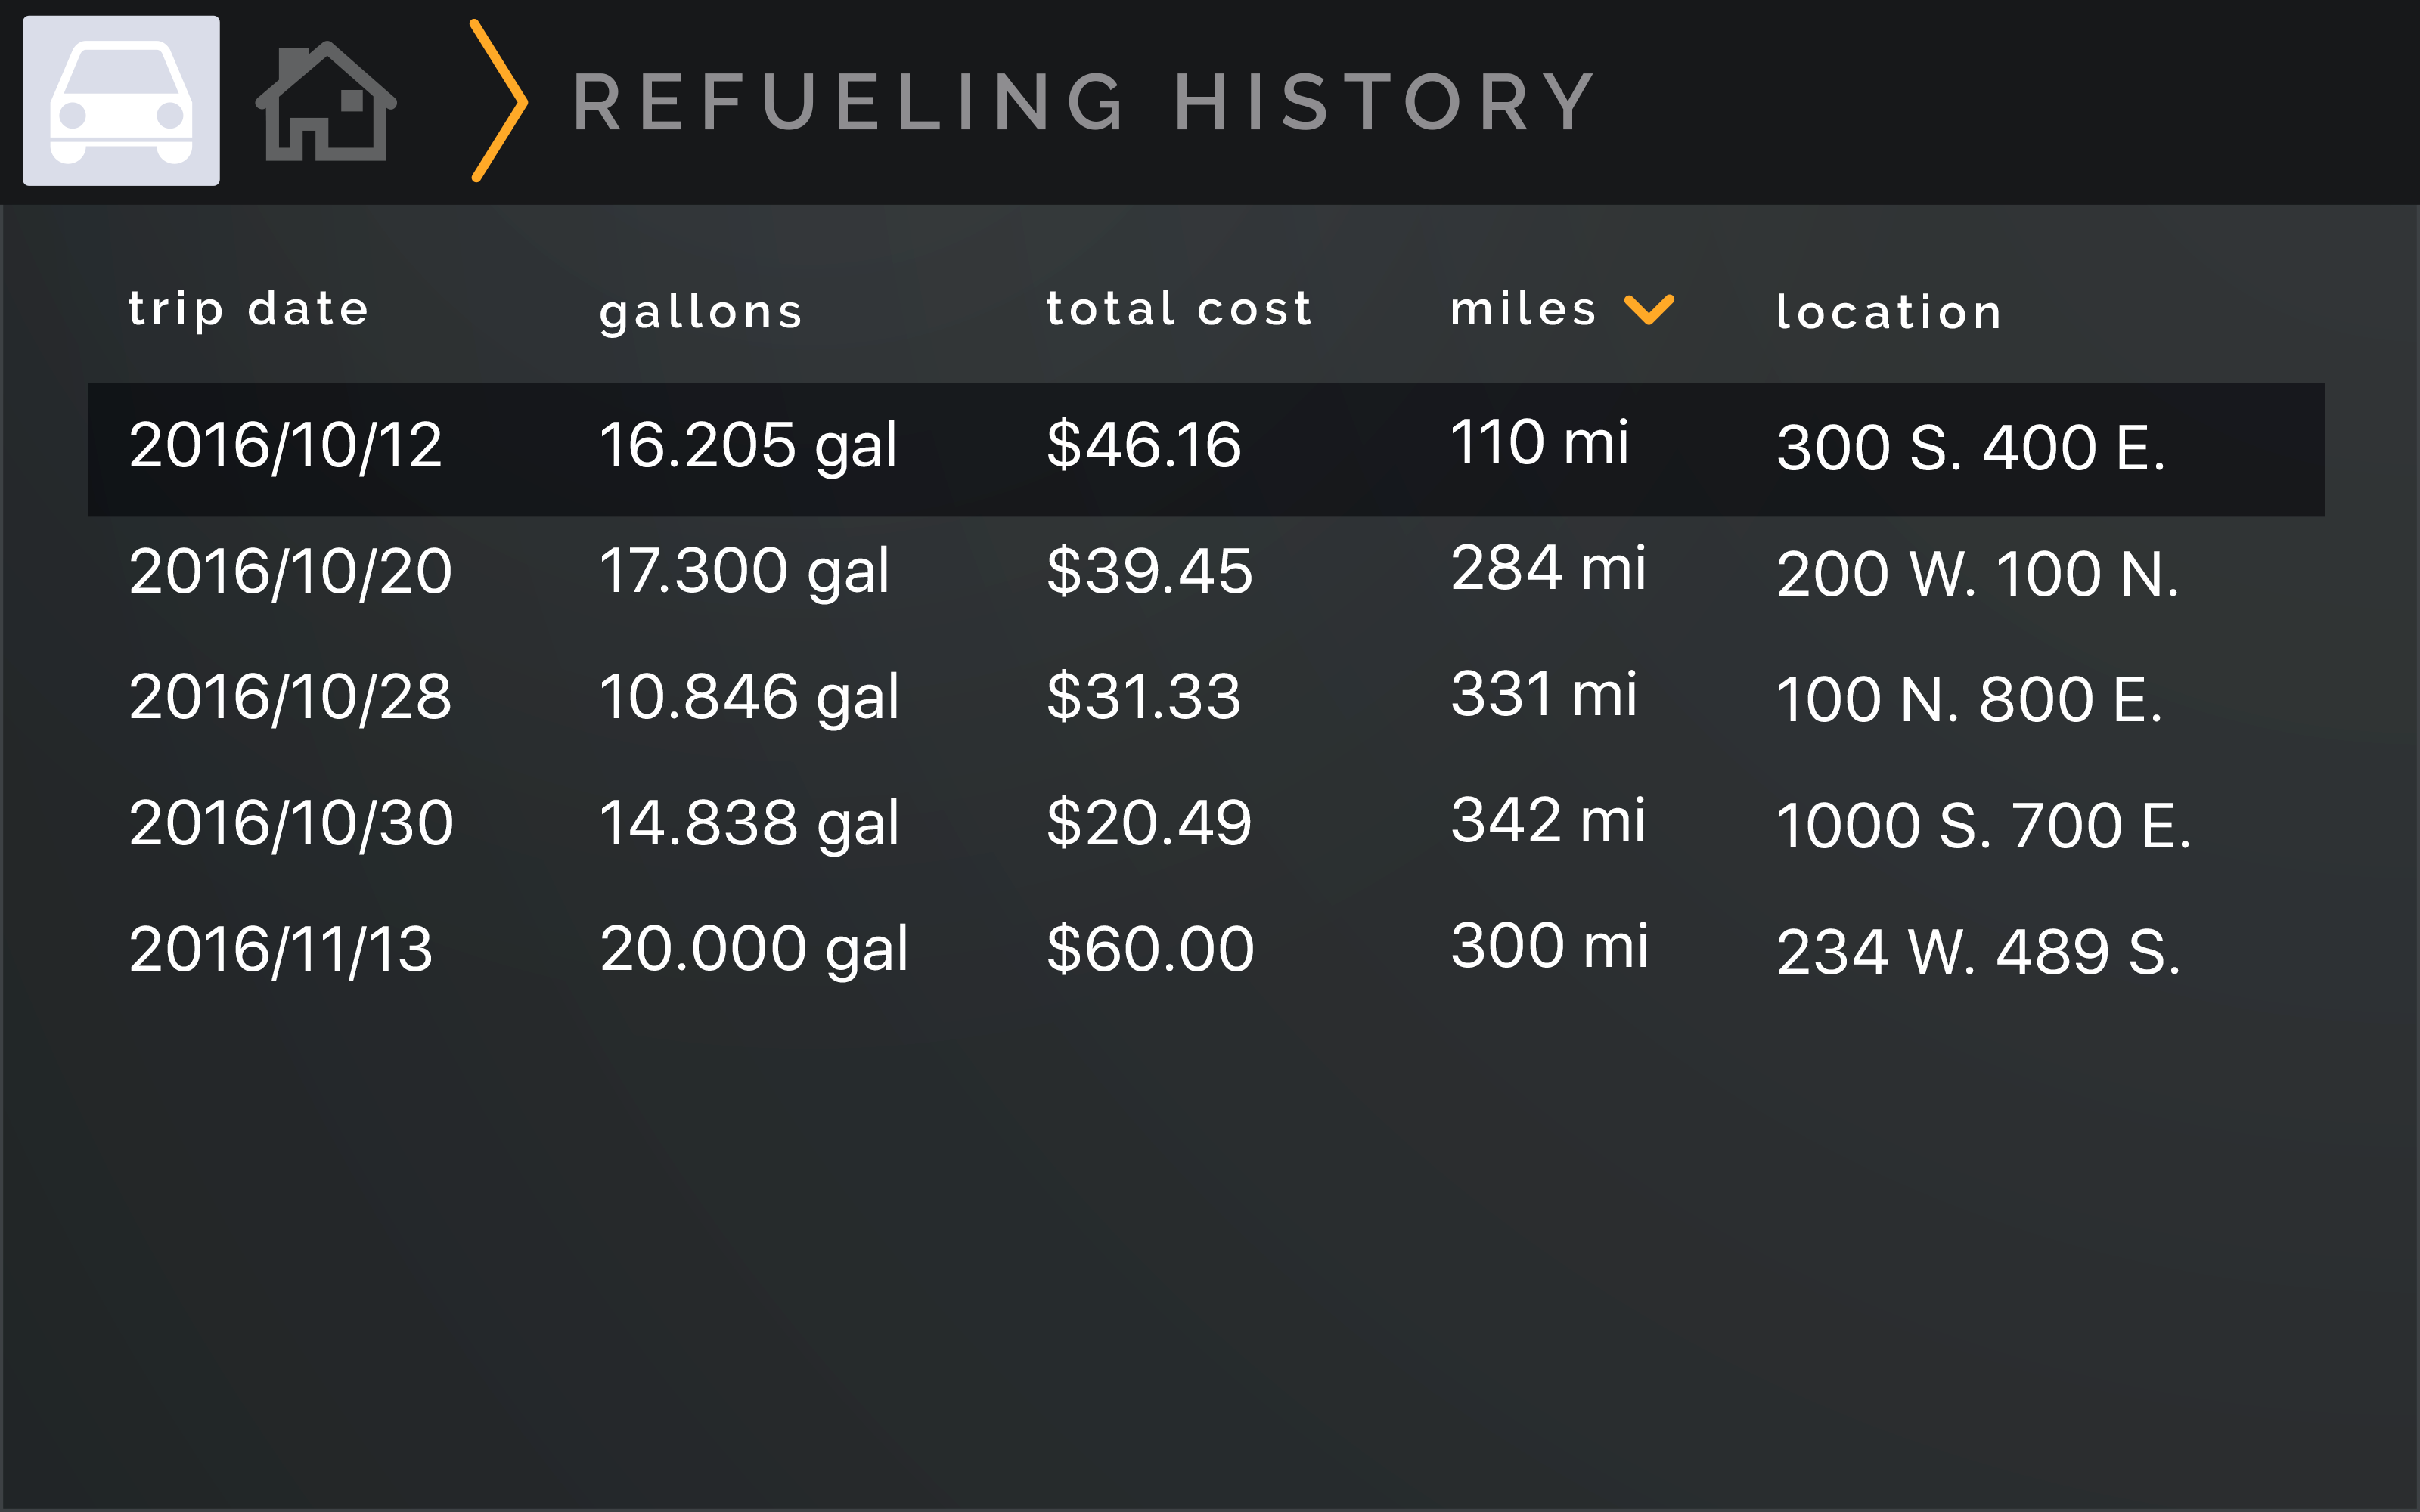 REFUELING HISTORY
trip date gallons total cost miles location
2016/10/12 16.205 gal $46.16 110 mi 300 S. 400 E.
2016/10/20 17.300 gal $39.45 284 mi 200 W. 100 N.
2016/10/28 10.846 gal $31.33 331 mi 100 N. 800 E.
2016/10/30 14.838 gal $20.49 342 mi 1000 S. 700 E.
2016/11/13 20.000 gal $60.00 300 mi 234 W. 489 S.